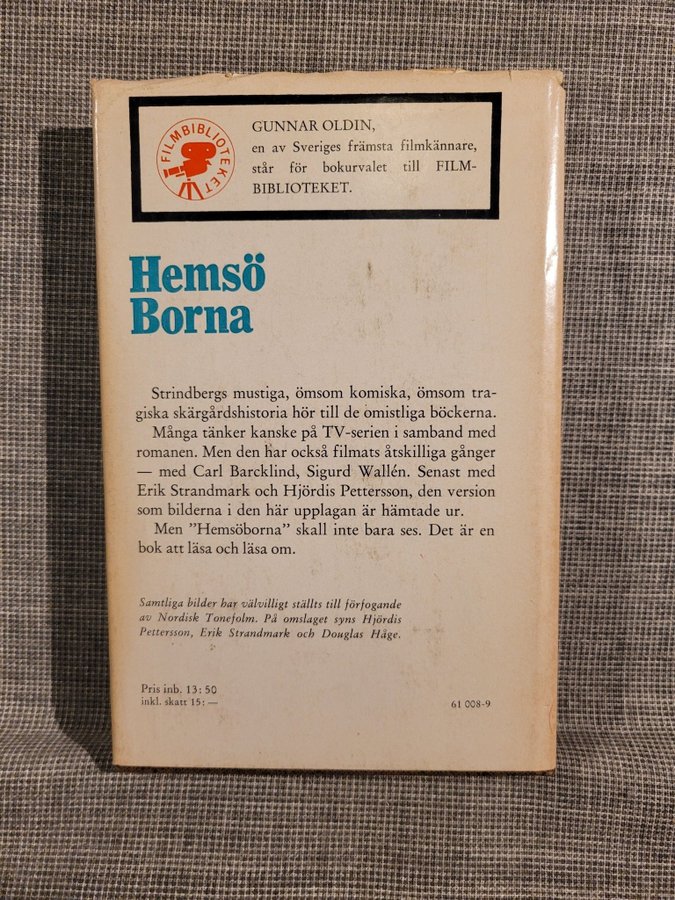 FILMBIBLIOTEKET
GUNNAR OLDIN,
en av Sveriges främsta filmkännare,
står för bokurvalet till FILM-
BIBLIOTEKET.
Hemsö
Borna
Strindbergs mustiga, ömsom komiska, ömsom tra-
giska skärgårdshistoria hör till de omistliga böckerna.
Många tänker kanske på TV-serien i samband med
romanen. Men den har också filmats åtskilliga gånger
— med Carl Barcklind, Sigurd Wallén. Senast med
Erik Strandmark och Hjördis Pettersson, den version
som bilderna i den här upplagan är hämtade ur.
Men ”Hemsöborna” skall inte bara ses. Det är en
bok att läsa och läsa om.
Samtliga bilder har välvilligt ställts till förfogande
av Nordisk Tonefolm. På omslaget syns Hjördis
Pettersson, Erik Strandmark och Douglas Håge.
Pris inb. 13:50
inkl. skatt 15: —
61 008-9